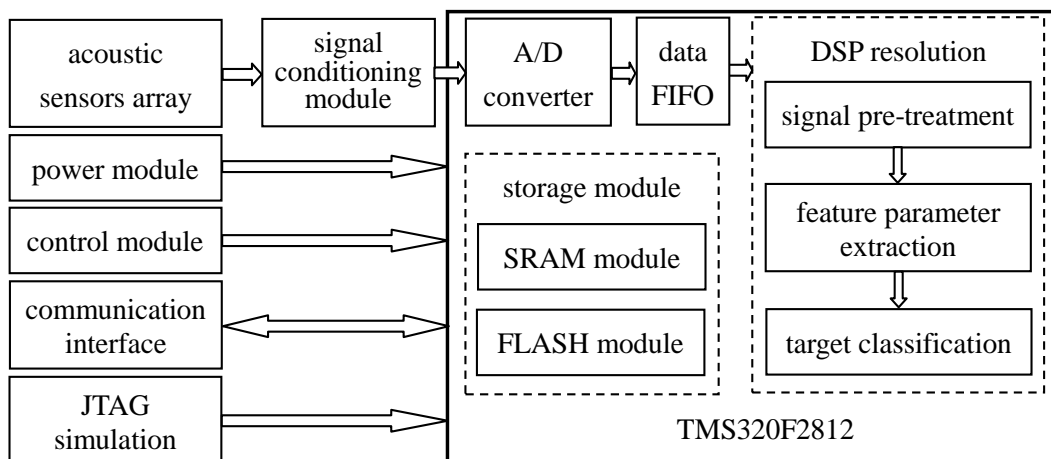 acoustic
sensors array
signal
conditioning
module
A/D
converter
data
FIFO
DSP resolution
signal pre-treatment
feature parameter
extraction
target classification
power module
control module
communication
interface
JTAG
simulation
storage module
SRAM module
FLASH module
TMS320F2812